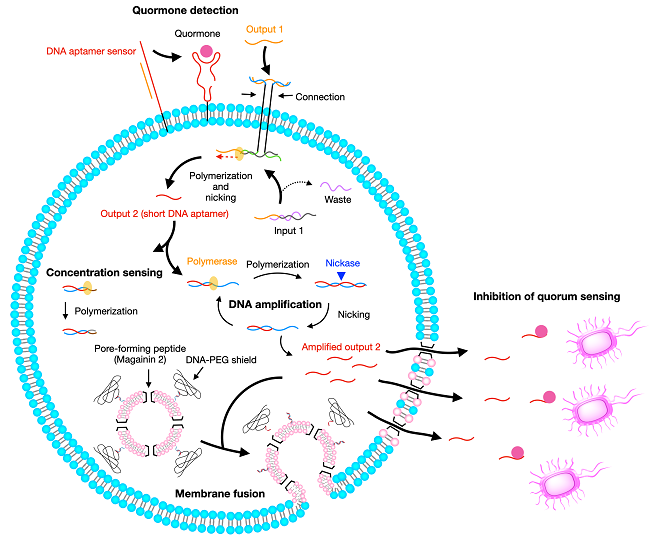 Quormone detection
Output 1
Quormone
DNA aptamer sensor
Connection
Polymerization
and
nicking
Waste
Output 2 (short DNA aptamer)
Input 1
Concentration sensing
Polymerase
Polymerization
Nickase
Polymerization
DNA amplification
Nicking
Inhibition of quorum sensing
Pore-forming peptide
(Magainin 2)
DNA-PEG shield
Amplified output 2
Membrane fusion